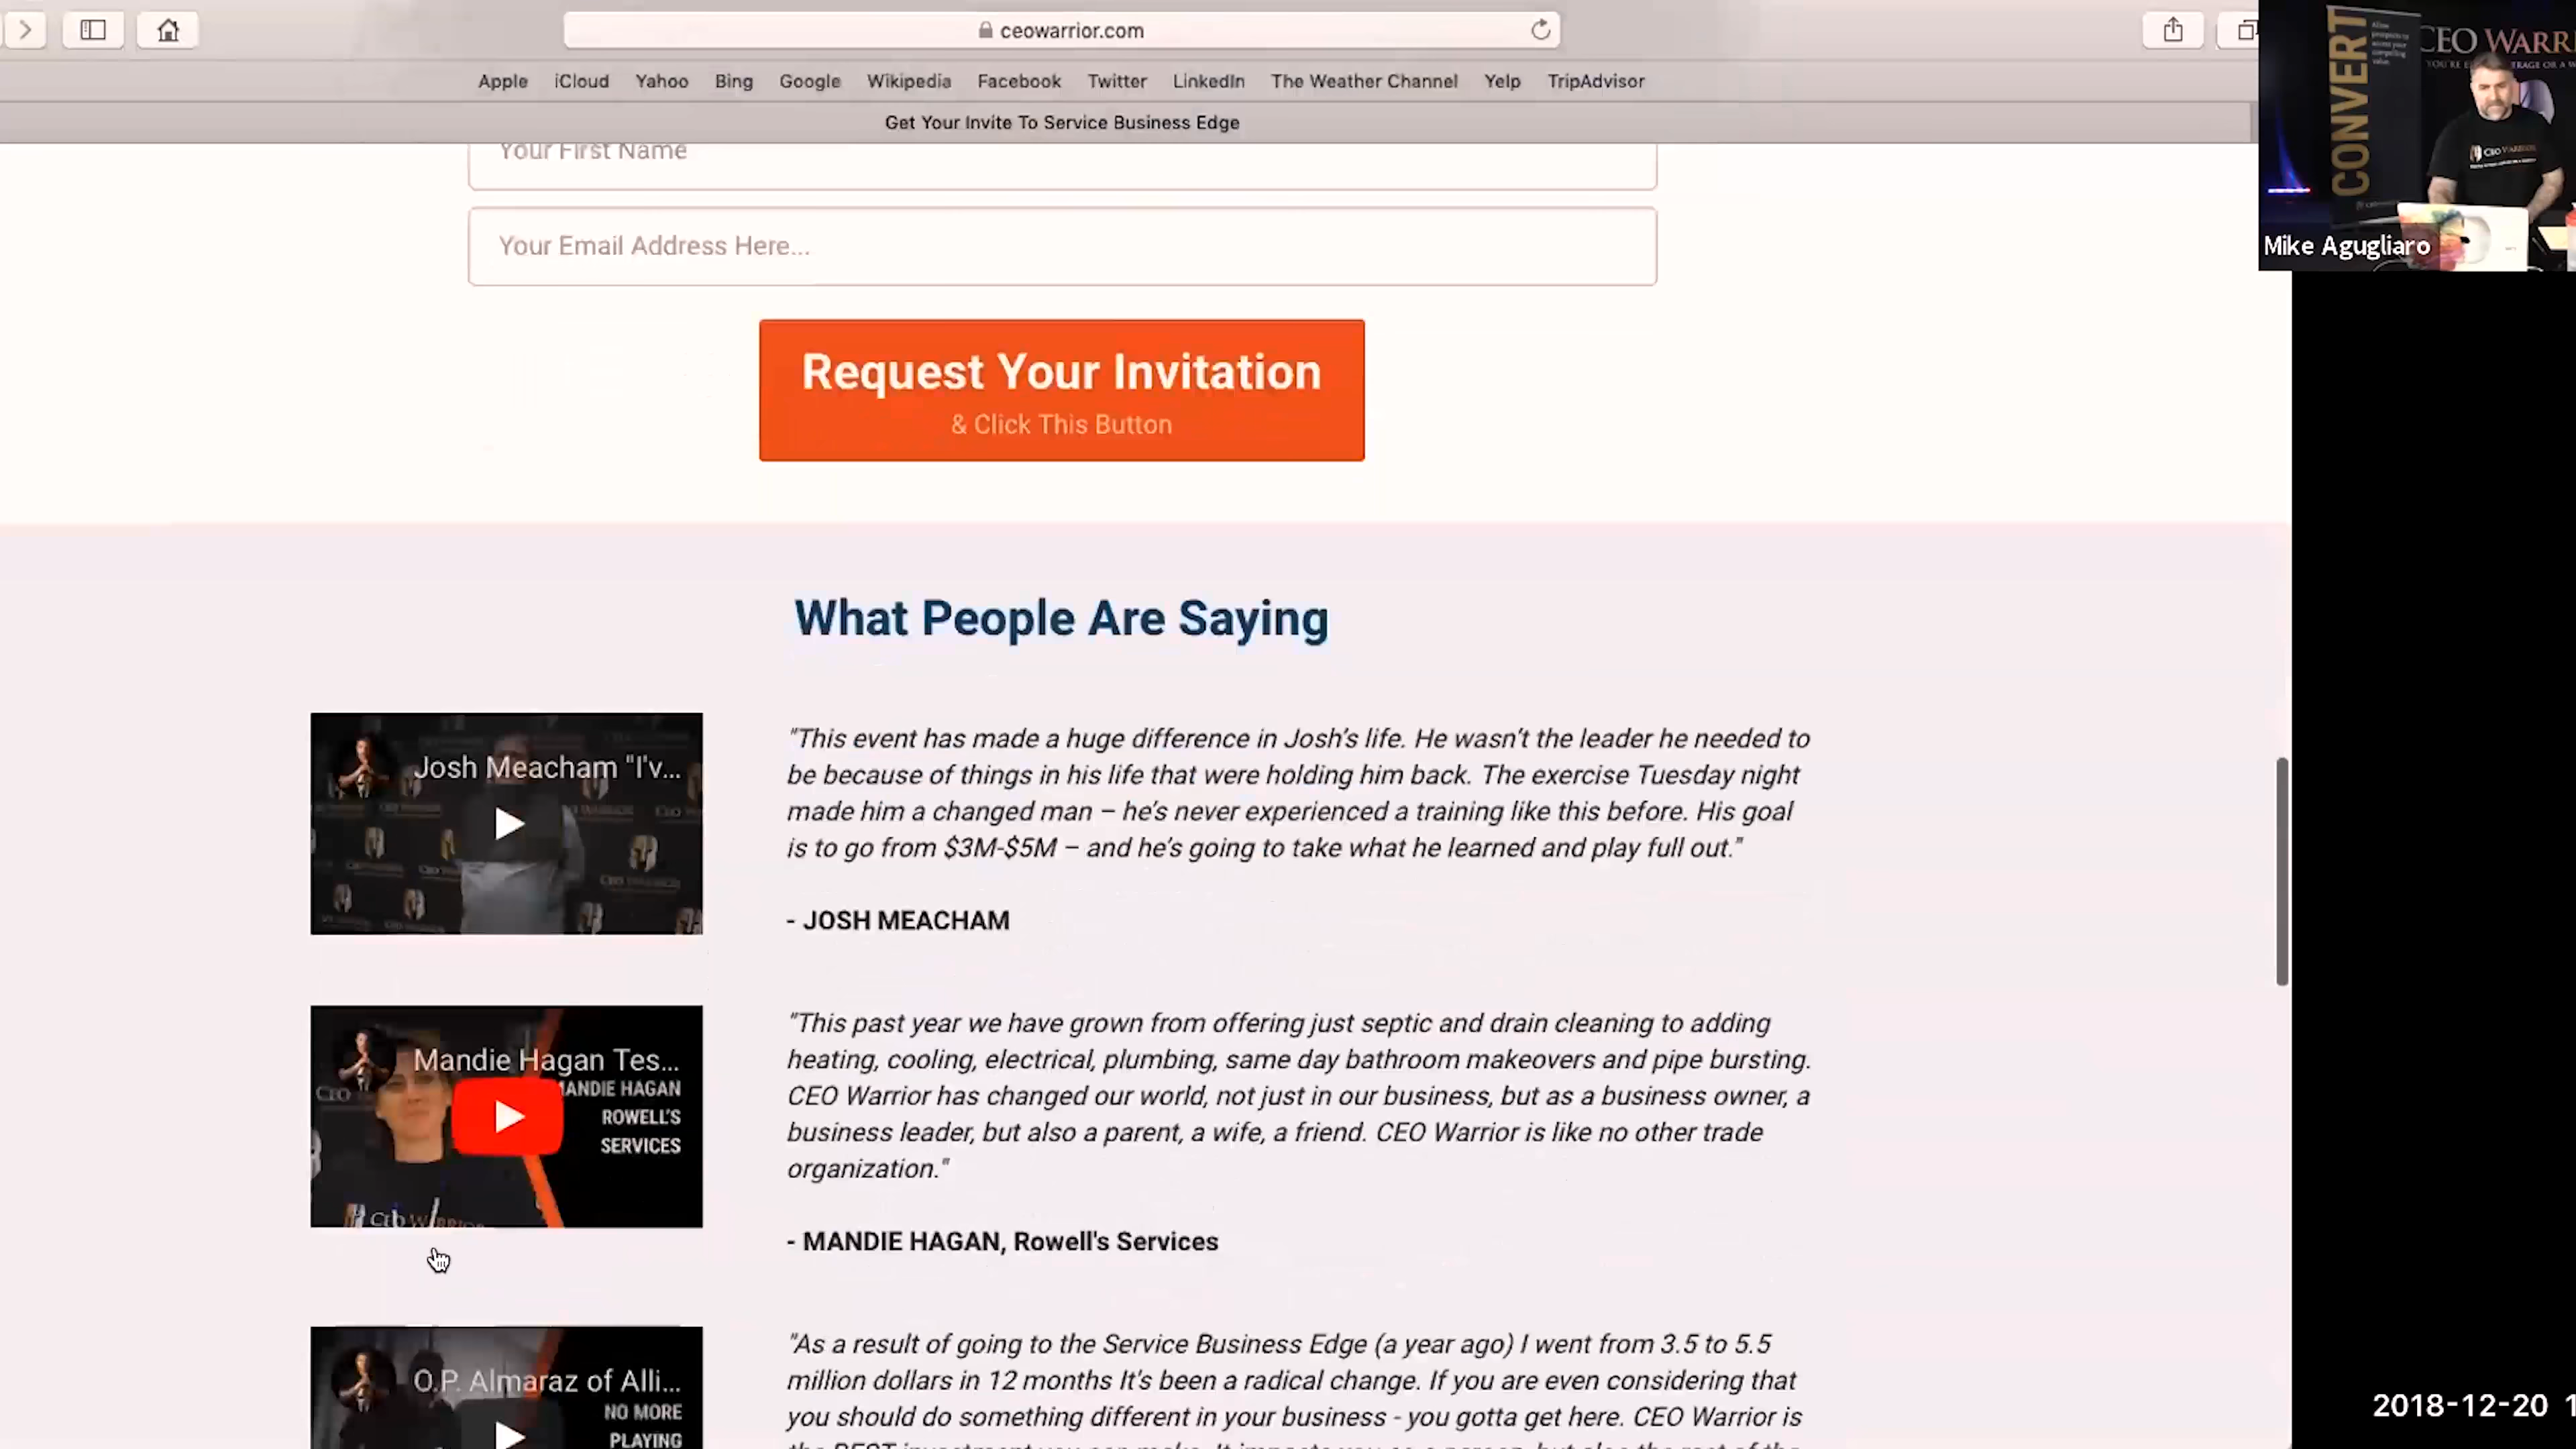 ceowarrior.com
Apple iCloud Yahoo Bing Google Wikipedia Facebook Twitter LinkedIn The Weather Channel Yelp TripAdvisor
Get Your Invite To Service Business Edge
CONVERT
CEO WARRI
CEO WARRIOR
Mike Agugliaro
Your First Name
Your Email Address Here...
Request Your Invitation
& Click This Button
What People Are Saying
Josh Meacham "I'v...
"This event has made a huge difference in Josh's life. He wasn't the leader he needed to
be because of things in his life that were holding him back. The exercise Tuesday night
made him a changed man – he's never experienced a training like this before. His goal
is to go from $3M-$5M – and he's going to take what he learned and play full out."
- JOSH MEACHAM
Mandie Hagan Tes...
MANDIE HAGAN
ROWELL'S
SERVICES
CEO WARRIOR
"This past year we have grown from offering just septic and drain cleaning to adding
heating, cooling, electrical, plumbing, same day bathroom makeovers and pipe bursting.
CEO Warrior has changed our world, not just in our business, but as a business owner, a
business leader, but also a parent, a wife, a friend. CEO Warrior is like no other trade
organization."
- MANDIE HAGAN, Rowell's Services
O.P. Almaraz of Alli...
NO MORE
PLAYING
"As a result of going to the Service Business Edge (a year ago) I went from 3.5 to 5.5
million dollars in 12 months It's been a radical change. If you are even considering that
you should do something different in your business - you gotta get here. CEO Warrior is
2018-12-20 1